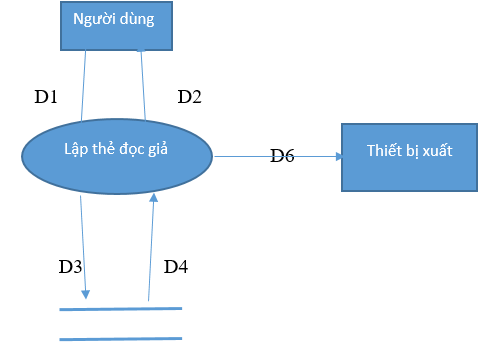 Người dùng
D1
D2
Lập thẻ đọc giả
D6
Thiết bị xuất
D3
D4